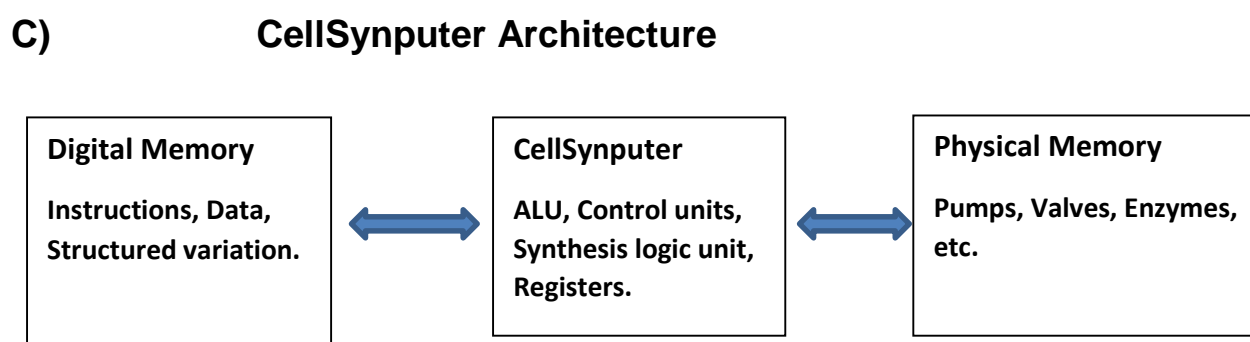 C) CellSynputer Architecture
Digital Memory
Instructions, Data,
Structured variation.
CellSynputer
ALU, Control units,
Synthesis logic unit,
Registers.
Physical Memory
Pumps, Valves, Enzymes,
etc.